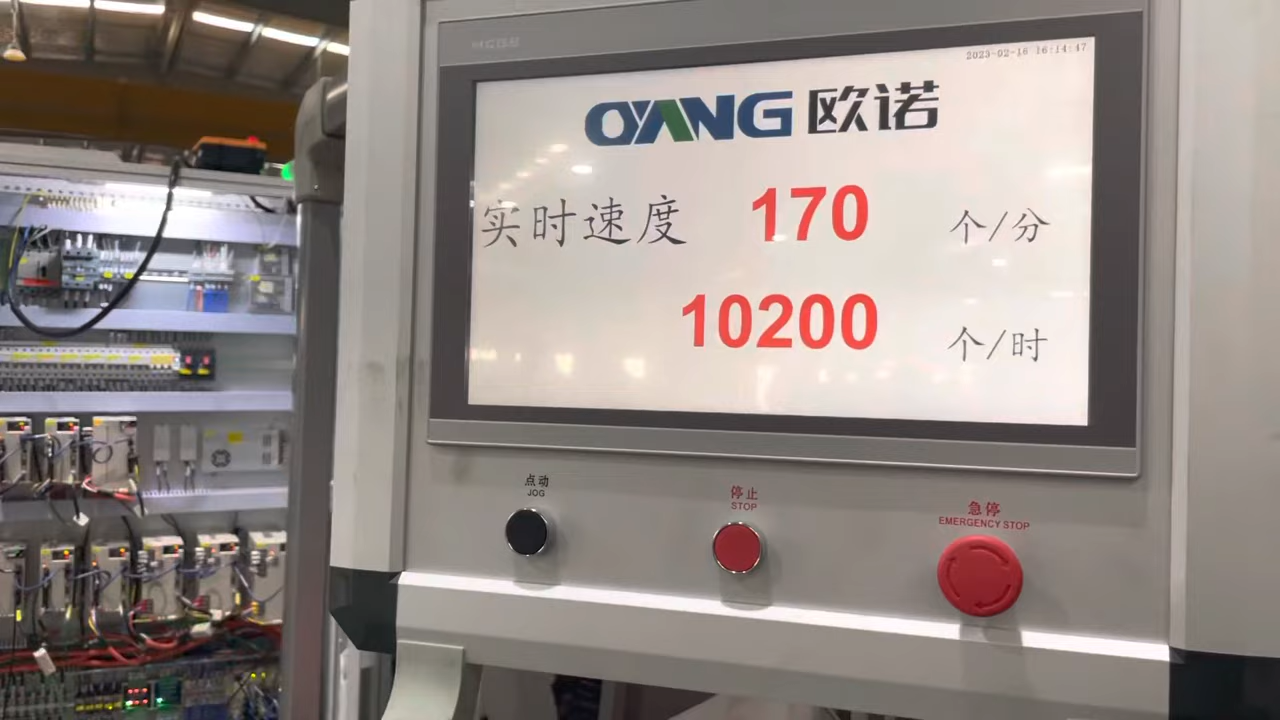 MCGS
2023-02-16 16:14:47
OYANG 欧诺
实时速度 170 个/分
10200 个/时
点动
JOG
停止
STOP
急停
EMERGENCY STOP